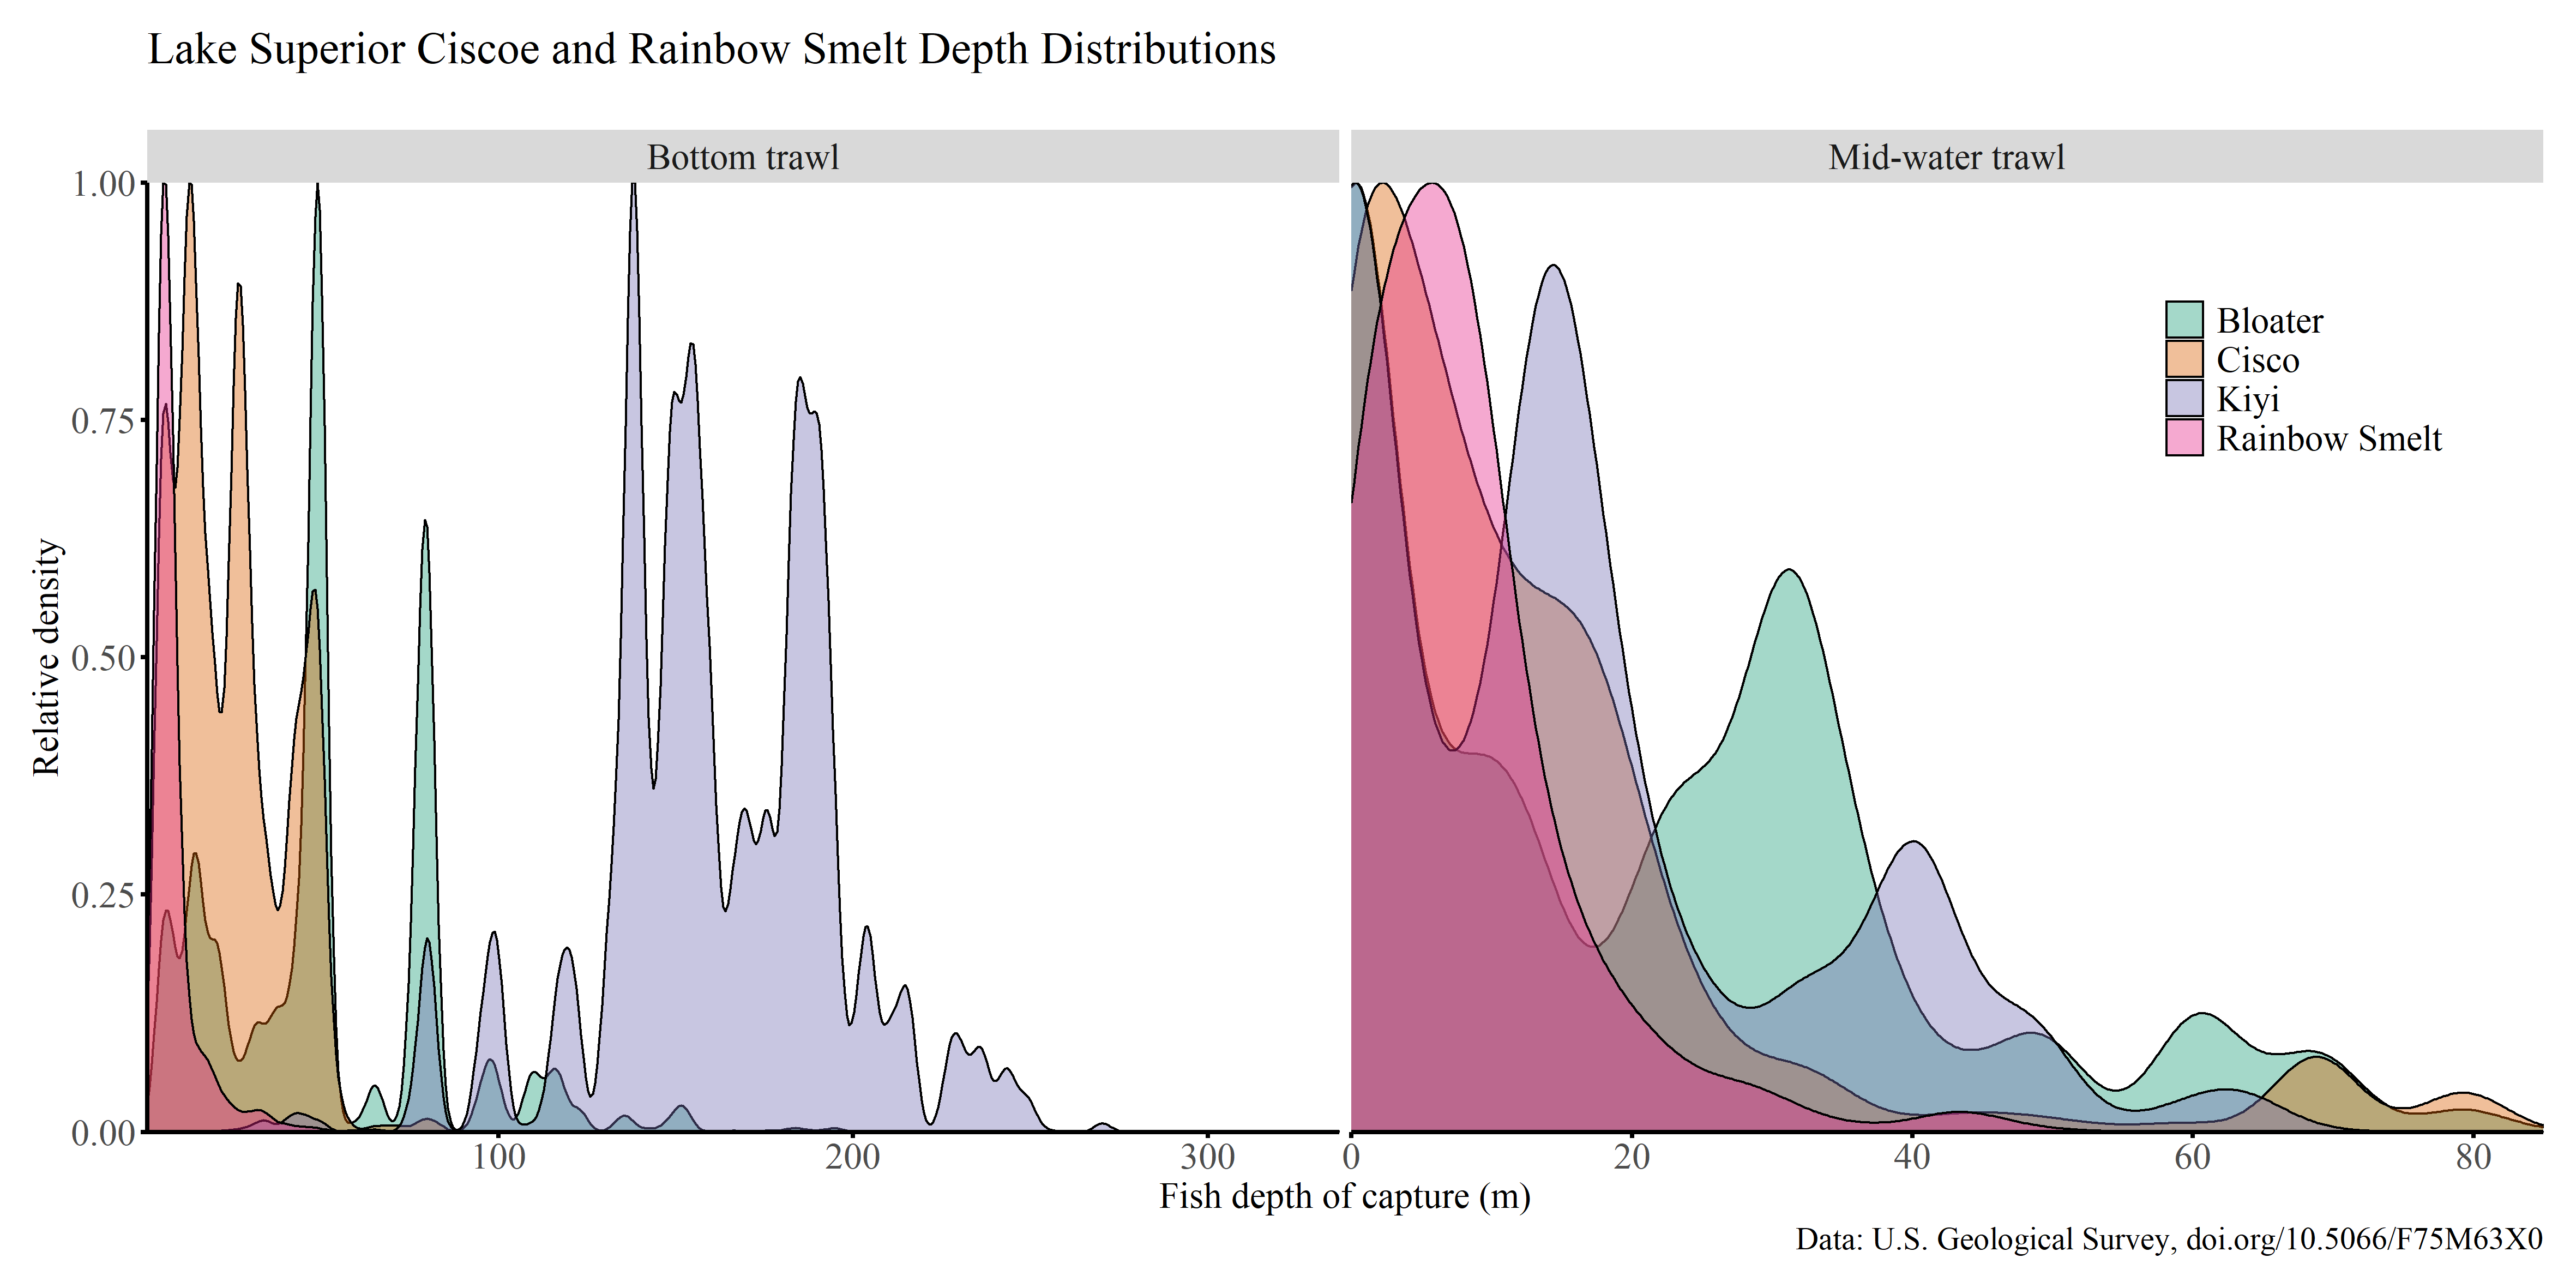 Lake Superior Ciscoe and Rainbow Smelt Depth Distributions
Bottom trawl
Mid-water trawl
Relative density
1.00
0.75
0.50
0.25
0.00
100
200
300
0
20
40
60
80
Bloater
Cisco
Kiyi
Rainbow Smelt
Fish depth of capture (m)
Data: U.S. Geological Survey, doi.org/10.5066/F75M63X0